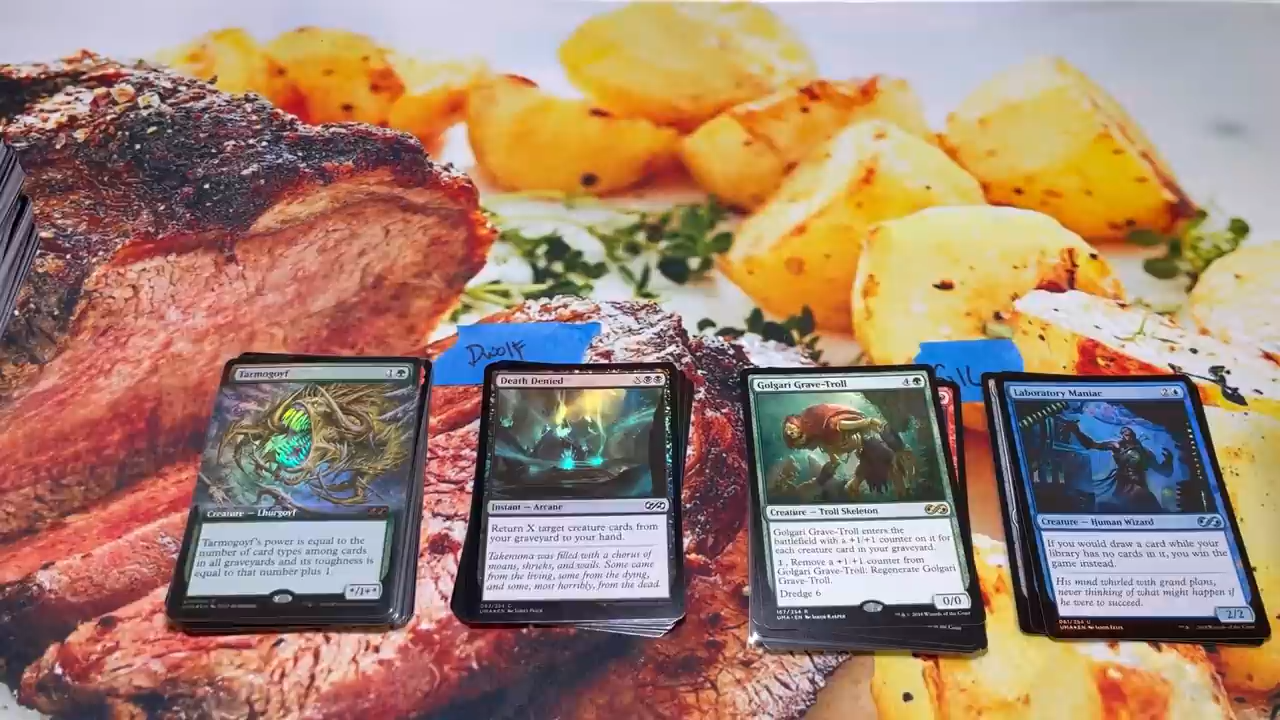 Dwolf
Tarmogoyf 1
Creature — Lhurgoyf
Tarmogoyf's power is equal to the
number of card types among cards
in all graveyards and its toughness is
equal to that number plus 1.
*/1+*
Death Denied X
Instant — Arcane
Return X target creature cards from
your graveyard to your hand.
Takenuma was filled with a chorus of
moans, shrieks, and wails. Some came
from the living, some from the dying,
and some, most horribly, from the dead.
Golgari Grave-Troll 4
Creature — Troll Skeleton
Golgari Grave-Troll enters the
battlefield with a +1/+1 counter on it for
each creature card in your graveyard.
1, Remove a +1/+1 counter from
Golgari Grave-Troll: Regenerate Golgari
Grave-Troll.
Dredge 6
0/0
167/254 R
Laboratory Maniac 2
Creature — Human Wizard
If you would draw a card while your
library has no cards in it, you win the
game instead.
His mind whirled with grand plans,
never thinking of what might happen if
he were to succeed.
2/2
061/254 U